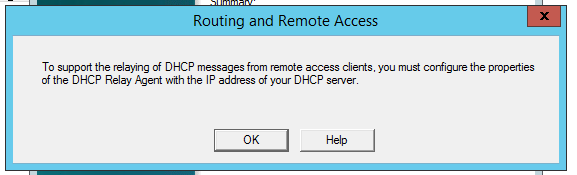 Summary:
Routing and Remote Access
x
To support the relaying of DHCP messages from remote access clients, you must configure the properties
of the DHCP Relay Agent with the IP address of your DHCP server.
OK
Help